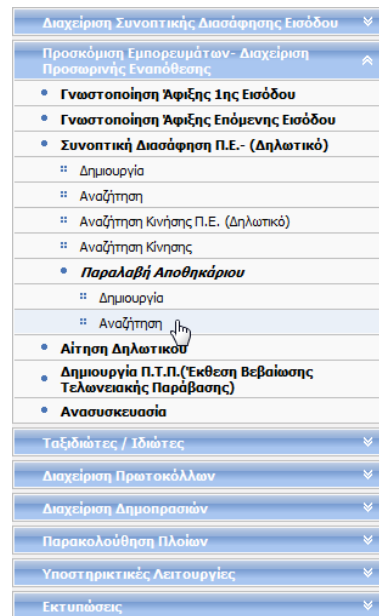 Διαχείριση Συνοπτικής Διασάφησης Εισόδου
Προσκόμιση Εμπορευμάτων- Διαχείριση
Προσωρινής Εναπόθεσης
Γνωστοποίηση Άφιξης 1ης Εισόδου
Γνωστοποίηση Άφιξης Επόμενης Εισόδου
Συνοπτική Διασάφηση Π.Ε.- (Δηλωτικό)
Δημιουργία
Αναζήτηση
Αναζήτηση Κινήσης Π.Ε. (Δηλωτικό)
Αναζήτηση Κίνησης
Παραλαβή Αποθηκάριου
Δημιουργία
Αναζήτηση
Αίτηση Δηλωτικού
Δημιουργία Π.Τ.Π.(Έκθεση Βεβαίωσης
Τελωνειακής Παράβασης)
Ανασυσκευασία
Ταξιδιώτες / Ιδιώτες
Διαχείριση Πρωτοκόλλων
Διαχείριση Δημοπρασιών
Παρακολούθηση Πλοίων
Υποστηρικτικές Λειτουργίες
Εκτυπώσεις